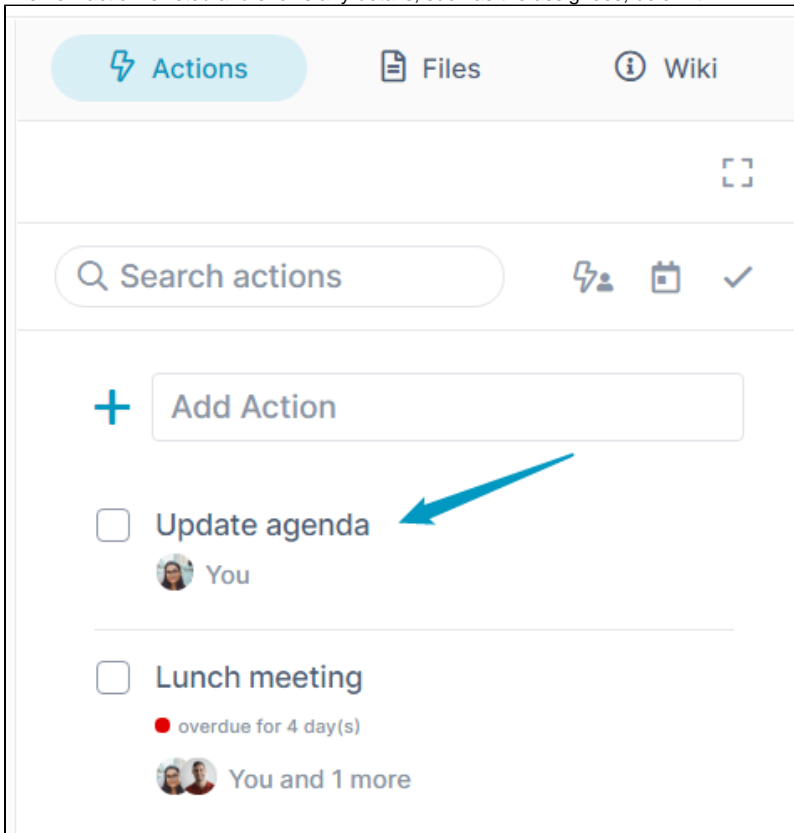 Actions Files Wiki
Search actions
Add Action
Update agenda
You
Lunch meeting
overdue for 4 day(s)
You and 1 more